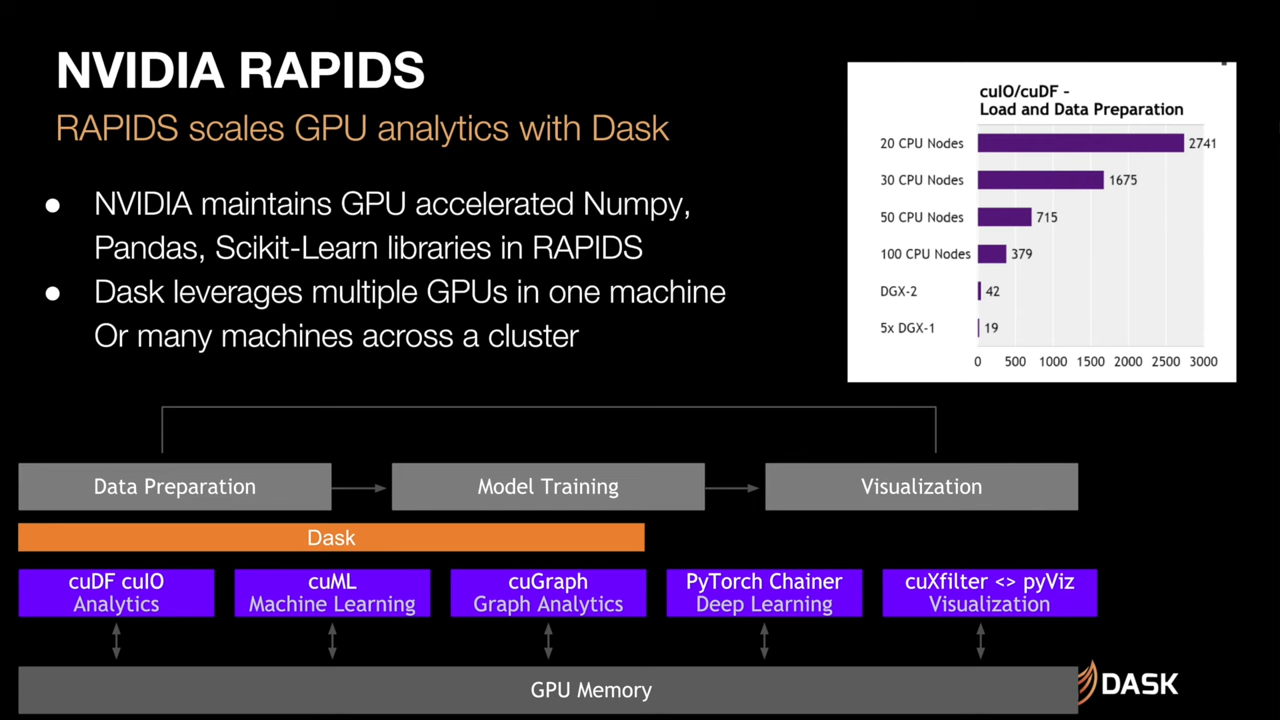 NVIDIA RAPIDS
RAPIDS scales GPU analytics with Dask
● NVIDIA maintains GPU accelerated Numpy,
Pandas, Scikit-Learn libraries in RAPIDS
● Dask leverages multiple GPUs in one machine
Or many machines across a cluster
cuIO/cuDF -
Load and Data Preparation
20 CPU Nodes 2741
30 CPU Nodes 1675
50 CPU Nodes 715
100 CPU Nodes 379
DGX-2 42
5x DGX-1 19
0 500 1000 1500 2000 2500 3000
Data Preparation
Model Training
Visualization
Dask
cuDF cuIO
Analytics
cuML
Machine Learning
cuGraph
Graph Analytics
PyTorch Chainer
Deep Learning
cuXfilter <> pyViz
Visualization
GPU Memory
DASK